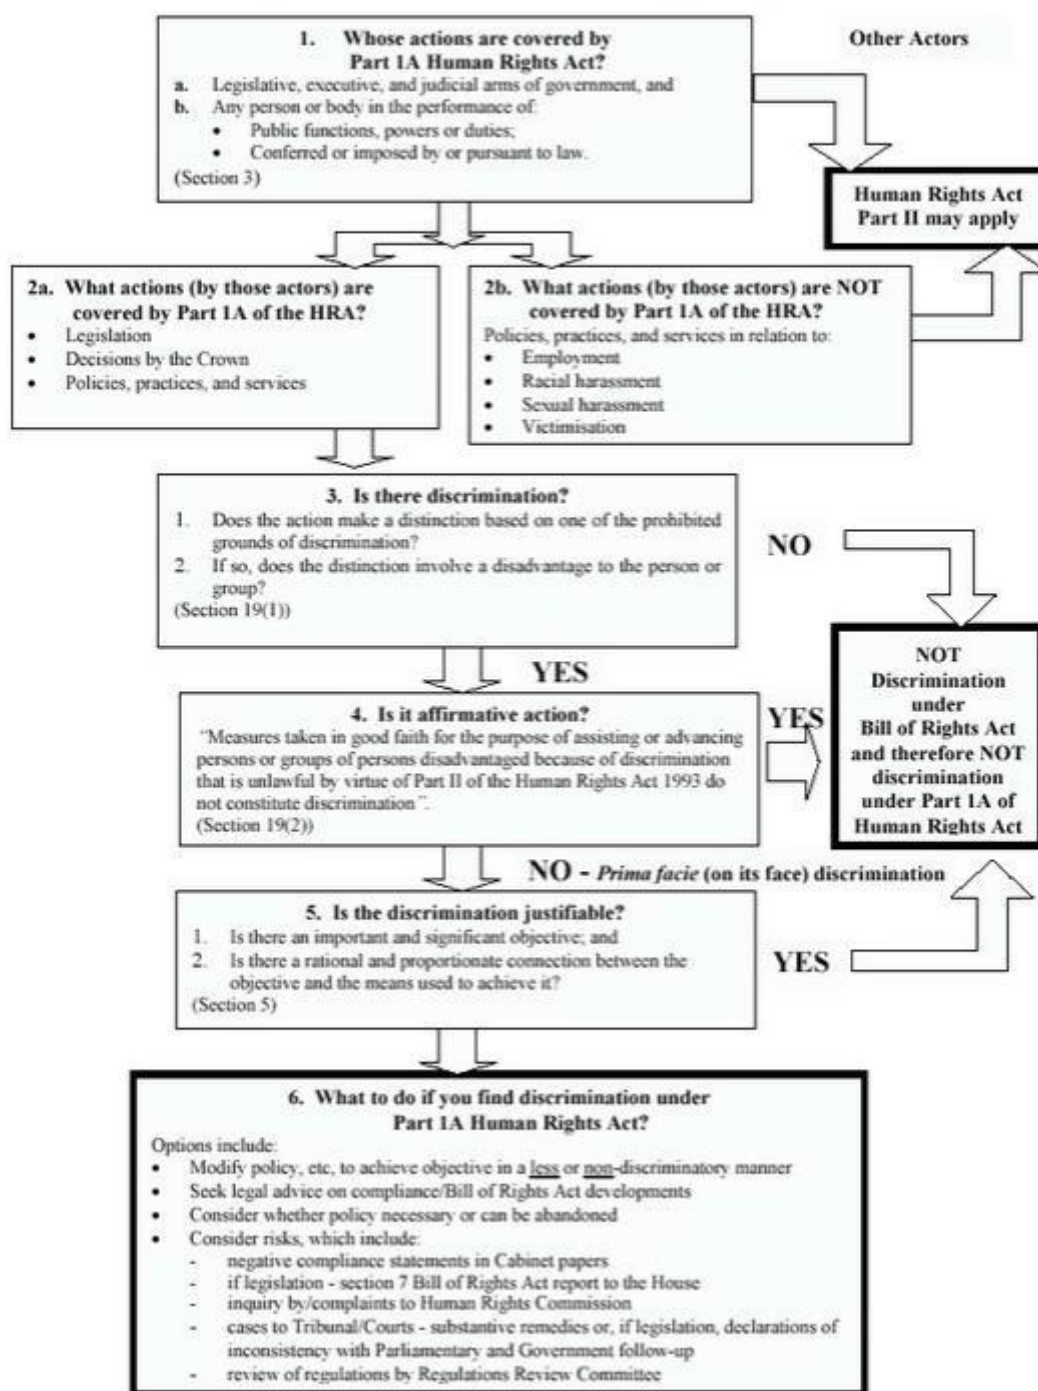 1. Whose actions are covered by
Part 1A Human Rights Act?
a. Legislative, executive, and judicial arms of government, and
b. Any person or body in the performance of:
• Public functions, powers or duties;
• Conferred or imposed by or pursuant to law.
(Section 3)
Other Actors
Human Rights Act
Part II may apply
2a. What actions (by those actors) are
covered by Part 1A of the HRA?
• Legislation
• Decisions by the Crown
• Policies, practices, and services
2b. What actions (by those actors) are NOT
covered by Part 1A of the HRA?
Policies, practices, and services in relation to:
• Employment
• Racial harassment
• Sexual harassment
• Victimisation
3. Is there discrimination?
1. Does the action make a distinction based on one of the prohibited
grounds of discrimination?
2. If so, does the distinction involve a disadvantage to the person or
group?
(Section 19(1))
NO
YES
NOT
Discrimination
under
Bill of Rights Act
and therefore NOT
discrimination
under Part 1A of
Human Rights Act
4. Is it affirmative action?
"Measures taken in good faith for the purpose of assisting or advancing
persons or groups of persons disadvantaged because of discrimination
that is unlawful by virtue of Part II of the Human Rights Act 1993 do
not constitute discrimination".
(Section 19(2))
YES
NO - Prima facie (on its face) discrimination
5. Is the discrimination justifiable?
1. Is there an important and significant objective; and
2. Is there a rational and proportionate connection between the
objective and the means used to achieve it?
(Section 5)
YES
6. What to do if you find discrimination under
Part 1A Human Rights Act?
Options include:
• Modify policy, etc, to achieve objective in a less or non-discriminatory manner
• Seek legal advice on compliance/Bill of Rights Act developments
• Consider whether policy necessary or can be abandoned
• Consider risks, which include:
- negative compliance statements in Cabinet papers
- if legislation - section 7 Bill of Rights Act report to the House
- inquiry by/complaints to Human Rights Commission
- cases to Tribunal/Courts - substantive remedies or, if legislation, declarations of
inconsistency with Parliamentary and Government follow-up
- review of regulations by Regulations Review Committee